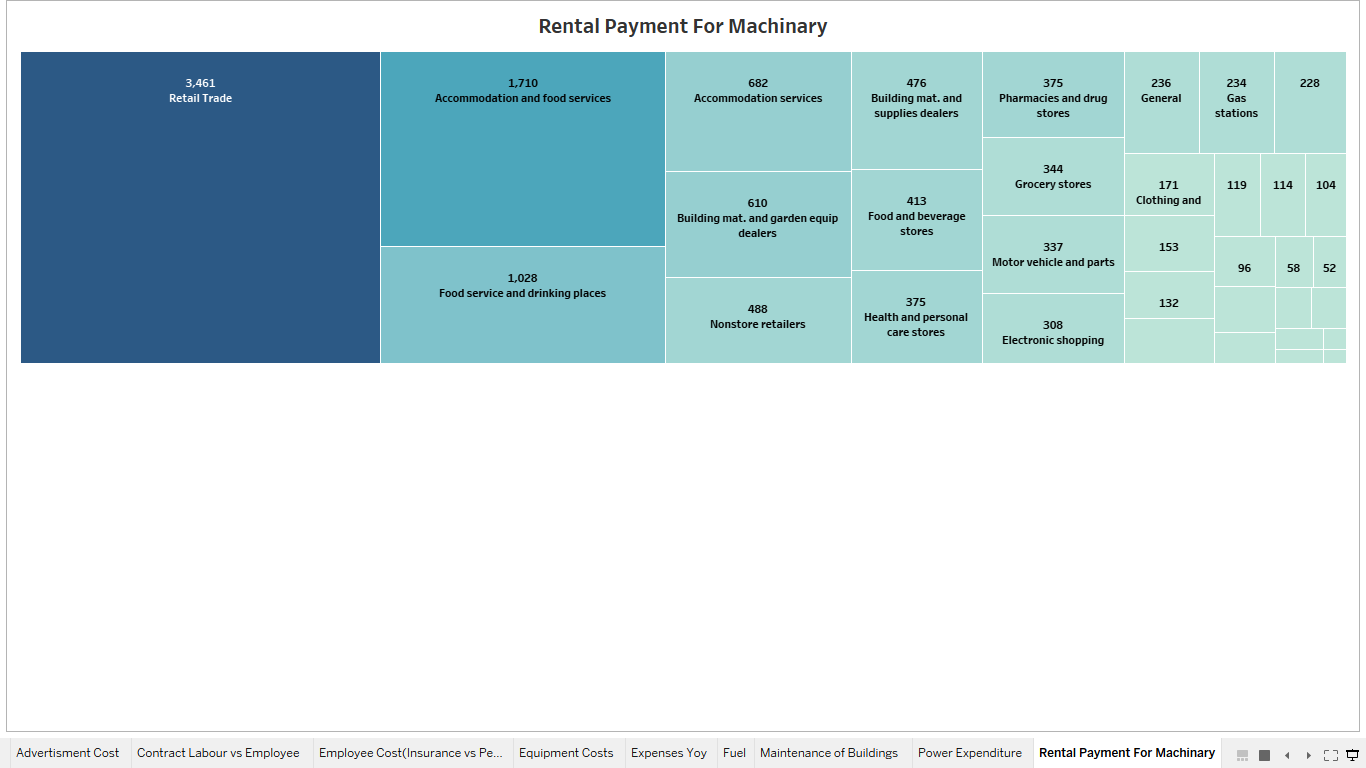 Rental Payment For Machinary
3,461
Retail Trade
1,710
Accommodation and food services
1,028
Food service and drinking places
682
Accommodation services
610
Building mat. and garden equip
dealers
488
Nonstore retailers
476
Building mat. and
supplies dealers
413
Food and beverage
stores
375
Health and personal
care stores
375
Pharmacies and drug
stores
344
Grocery stores
337
Motor vehicle and parts
308
Electronic shopping
236
General
234
Gas
stations
228
171
Clothing and
153
132
119
114
104
96
58
52
Advertisment Cost
Contract Labour vs Employee
Employee Cost(Insurance vs Pe...
Equipment Costs
Expenses Yoy
Fuel
Maintenance of Buildings
Power Expenditure
Rental Payment For Machinary